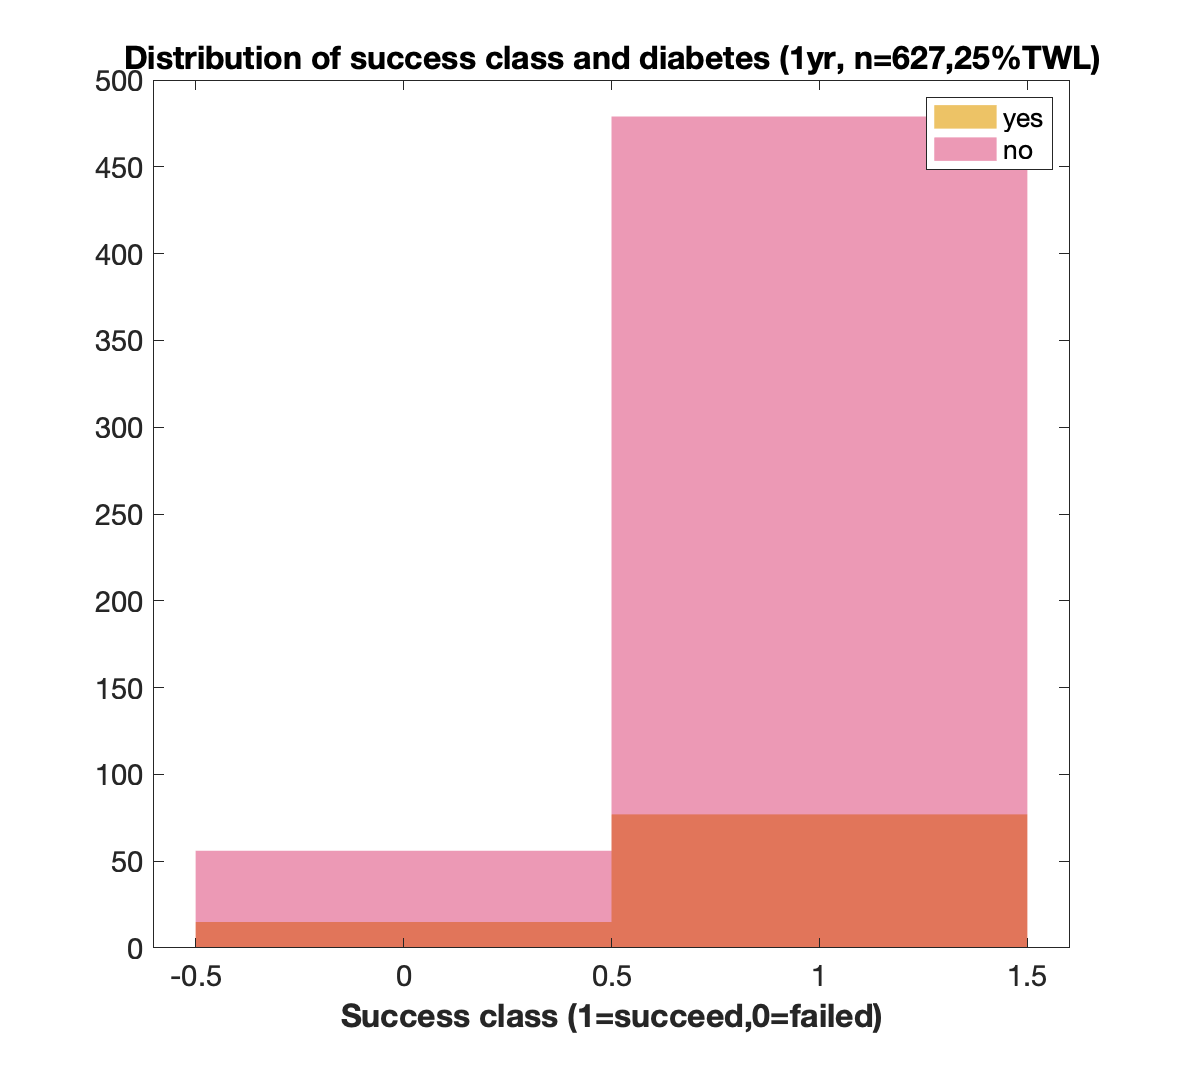 Distribution of success class and diabetes (1yr, n=627,25%TWL)
yes
no
500
450
400
350
300
250
200
150
100
50
0
-0.5 0 0.5 1 1.5
Success class (1=succeed,0=failed)